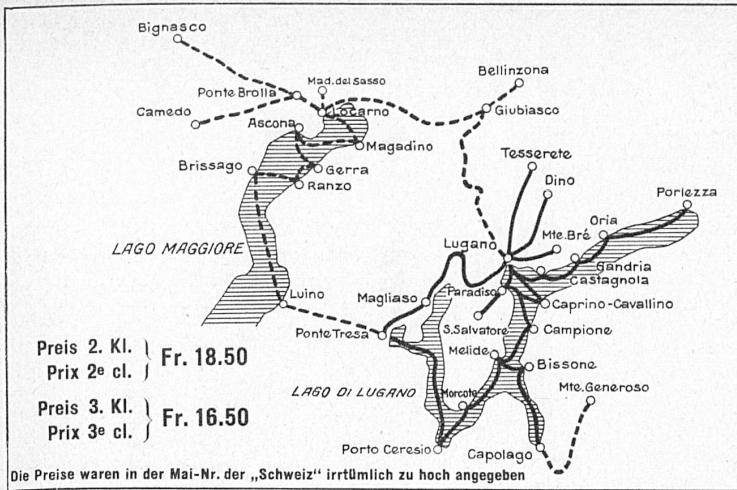 Bignasco
Mad. del Sasso
Bellinzona
Ponte Brolla
Giubiasco
Camedo
Locarno
Ascona
Magadino
Tesserete
Brissago
Gerra
Dino
Ranzo
Porlezza
Oria
Mte. Bré
LAGO MAGGIORE
Lugano
Gandria
Castagnola
Luino
Magliaso
Paradiso
Caprino-Cavallino
S. Salvatore
Ponte Tresa
Campione
Preis 2. Kl.
Prix 2e cl.
Fr. 18.50
Melide
Bissone
LAGO DI LUGANO
Morcote
Mte. Generoso
Preis 3. Kl.
Prix 3e cl.
Fr. 16.50
Porto Ceresio
Capolago
Die Preise waren in der Mai-Nr. der „Schweiz“ irrtümlich zu hoch angegeben